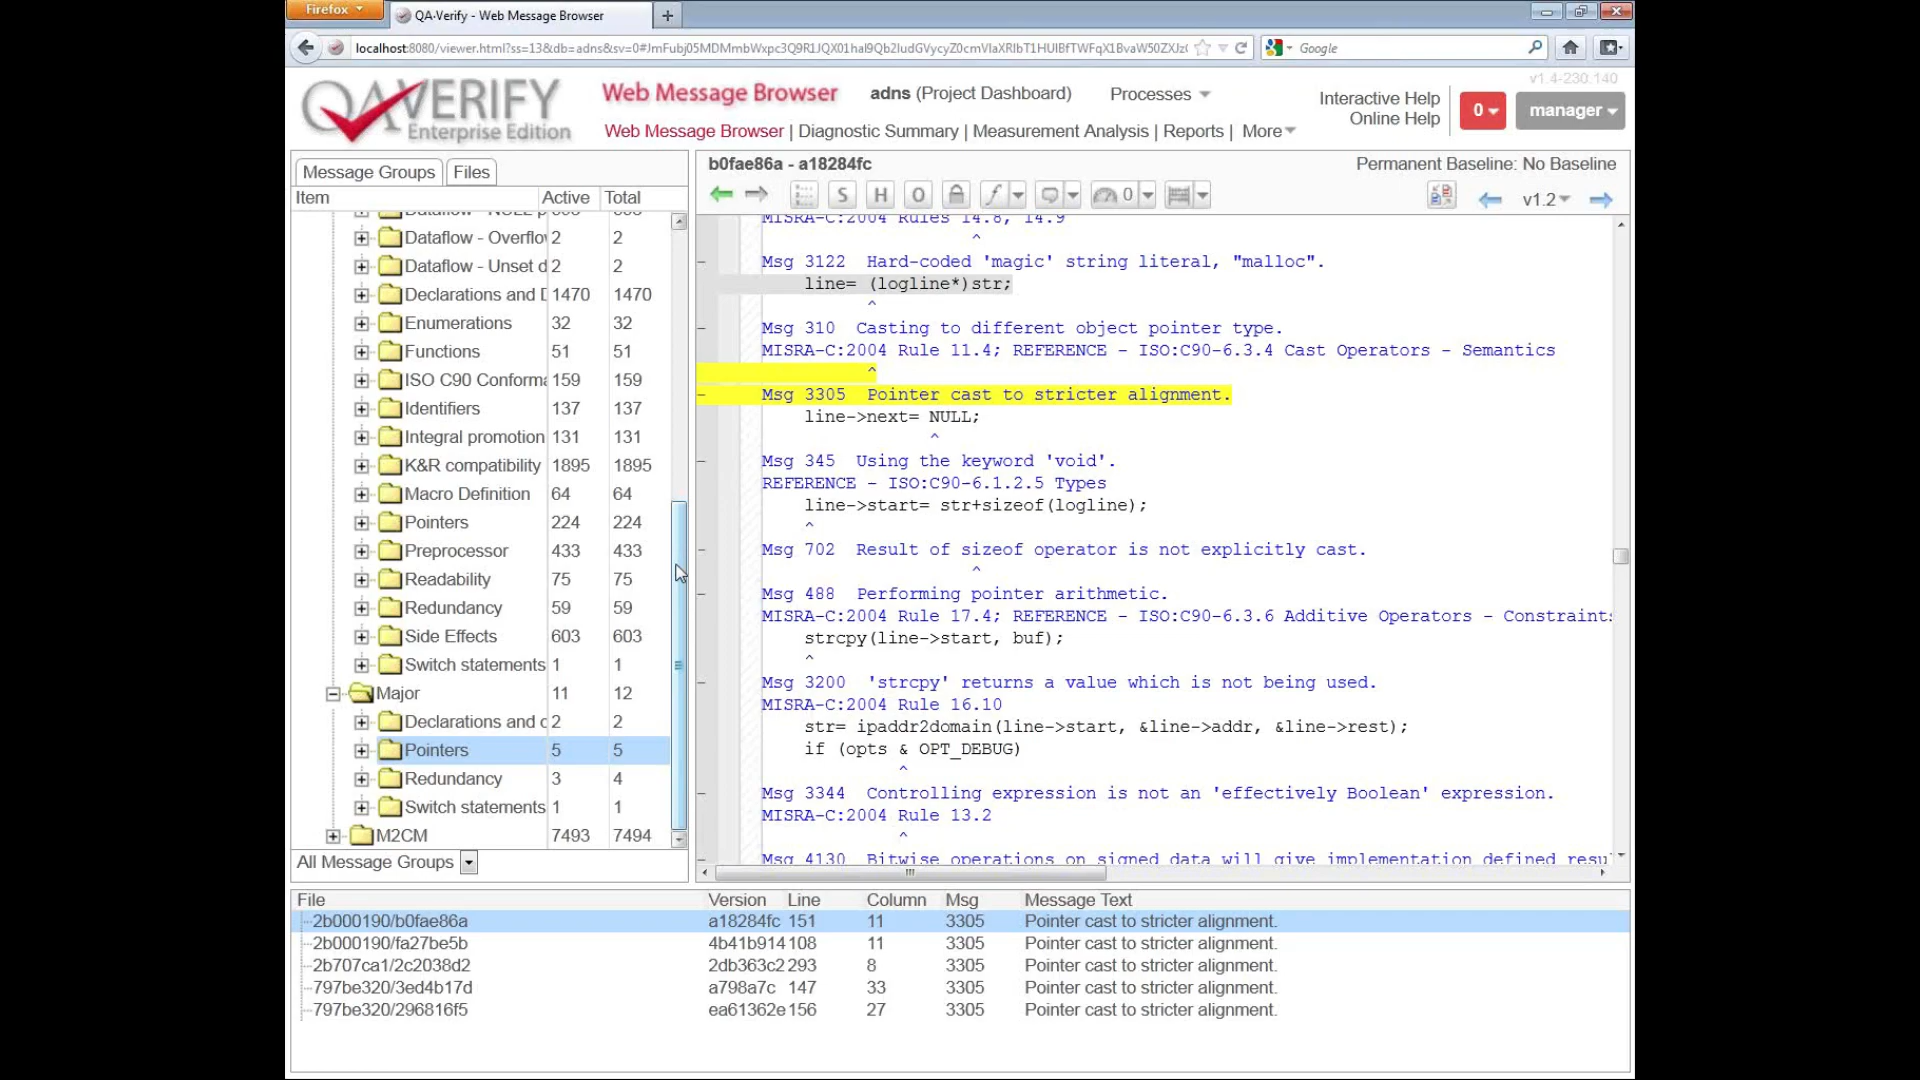 Firefox
QA-Verify - Web Message Browser
Google
v1.4-230.140
QAVERIFY
Enterprise Edition
Web Message Browser
adns (Project Dashboard)
Processes
Interactive Help
Online Help
0
manager
Web Message Browser | Diagnostic Summary | Measurement Analysis | Reports | More
Message Groups
Files
Item Active Total
Dataflow - Overflow 2 2
Dataflow - Unset d 2 2
Declarations and D 1470 1470
Enumerations 32 32
Functions 51 51
ISO C90 Conforma 159 159
Identifiers 137 137
Integral promotion 131 131
K&R compatibility 1895 1895
Macro Definition 64 64
Pointers 224 224
Preprocessor 433 433
Readability 75 75
Redundancy 59 59
Side Effects 603 603
Switch statements 1 1
Major 11 12
Declarations and 2 2
Pointers 5 5
Redundancy 3 4
Switch statements 1 1
M2CM 7493 7494
All Message Groups
b0fae86a - a18284fc
Permanent Baseline: No Baseline
S H O f 0 v1.2
MISRA-C:2004 Rules 14.8, 14.9
^
Msg 3122 Hard-coded 'magic' string literal, "malloc".
line= (logline*)str;
^
Msg 310 Casting to different object pointer type.
MISRA-C:2004 Rule 11.4; REFERENCE - ISO:C90-6.3.4 Cast Operators - Semantics
^
Msg 3305 Pointer cast to stricter alignment.
line->next= NULL;
^
Msg 345 Using the keyword 'void'.
REFERENCE - ISO:C90-6.1.2.5 Types
line->start= str+sizeof(logline);
^
Msg 702 Result of sizeof operator is not explicitly cast.
^
Msg 488 Performing pointer arithmetic.
MISRA-C:2004 Rule 17.4; REFERENCE - ISO:C90-6.3.6 Additive Operators - Constraints
strcpy(line->start, buf);
^
Msg 3200 'strcpy' returns a value which is not being used.
MISRA-C:2004 Rule 16.10
str= ipaddr2domain(line->start, &line->addr, &line->rest);
if (opts & OPT_DEBUG)
^
Msg 3344 Controlling expression is not an 'effectively Boolean' expression.
MISRA-C:2004 Rule 13.2
^
Msg 4130 Bitwise operations on signed data will give implementation defined resu
File Version Line Column Msg Message Text
2b000190/b0fae86a a18284fc 151 11 3305 Pointer cast to stricter alignment.
2b000190/fa27be5b 4b41b914 108 11 3305 Pointer cast to stricter alignment.
2b707ca1/2c2038d2 2db363c2 293 8 3305 Pointer cast to stricter alignment.
797be320/3ed4b17d a798a7c 147 33 3305 Pointer cast to stricter alignment.
797be320/296816f5 ea61362e 156 27 3305 Pointer cast to stricter alignment.